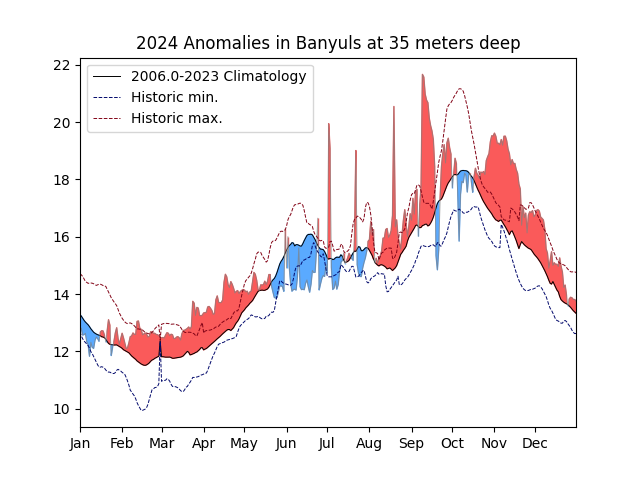 2024 Anomalies in Banyuls at 35 meters deep
2006.0-2023 Climatology
Historic min.
Historic max.
22
20
18
16
14
12
10
Jan Feb Mar Apr May Jun Jul Aug Sep Oct Nov Dec